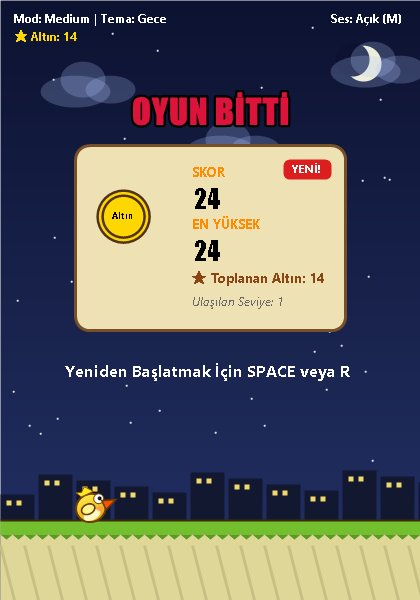 Mod: Medium | Tema: Gece
Ses: Açık (M)
Altın: 14
OYUN BİTTİ
YENİ!
SKOR
24
Altın
EN YÜKSEK
24
Toplanan Altın: 14
Ulaşılan Seviye: 1
Yeniden Başlatmak İçin SPACE veya R